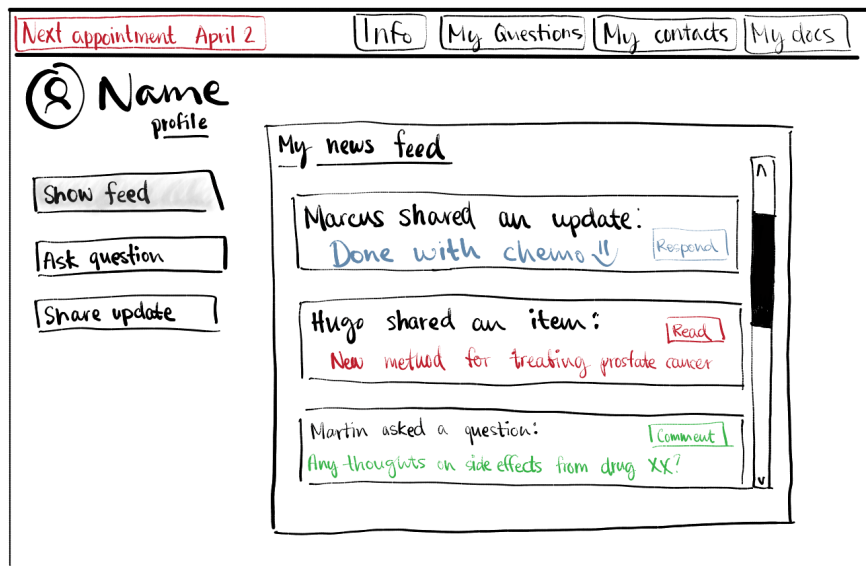 Next appointment April 2
Info
My Questions
My contacts
My docs
Name
profile
Show feed
Ask question
Share update
My news feed
Marcus shared an update:
Done with chemo
Respond
Hugo shared an item:
Read
New method for treating prostate cancer
Martin asked a question:
Comment
Any thoughts on side effects from drug XX?